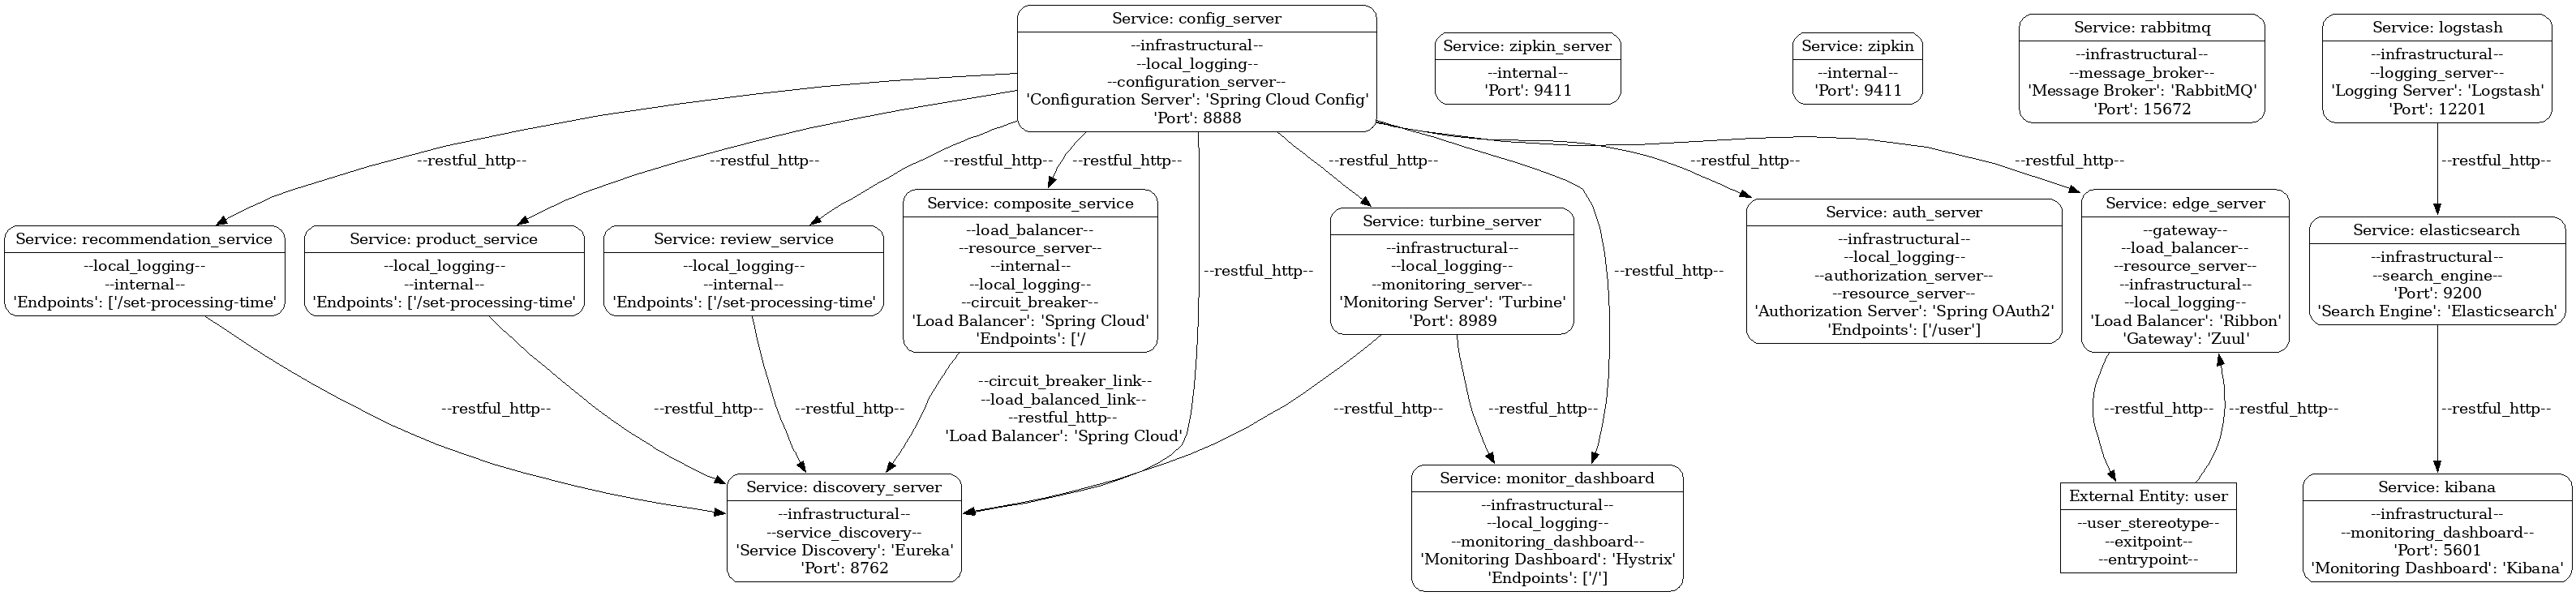 Service: config_server
--infrastructural--
--local_logging--
--configuration_server--
'Configuration Server': 'Spring Cloud Config'
'Port': 8888
Service: zipkin_server
--internal--
'Port': 9411
Service: zipkin
--internal--
'Port': 9411
Service: rabbitmq
--infrastructural--
--message_broker--
'Message Broker': 'RabbitMQ'
'Port': 15672
Service: logstash
--infrastructural--
--logging_server--
'Logging Server': 'Logstash'
'Port': 12201
--restful_http--
--restful_http--
--restful_http--
--restful_http--
--restful_http--
--restful_http--
--restful_http--
--restful_http--
Service: recommendation_service
--local_logging--
--internal--
'Endpoints': ['/set-processing-time'
Service: product_service
--local_logging--
--internal--
'Endpoints': ['/set-processing-time'
Service: review_service
--local_logging--
--internal--
'Endpoints': ['/set-processing-time'
Service: composite_service
--load_balancer--
--resource_server--
--internal--
--local_logging--
--circuit_breaker--
'Load Balancer': 'Spring Cloud'
'Endpoints': ['/
--restful_http--
Service: turbine_server
--infrastructural--
--local_logging--
--monitoring_server--
'Monitoring Server': 'Turbine'
'Port': 8989
--restful_http--
Service: auth_server
--infrastructural--
--local_logging--
--authorization_server--
--resource_server--
'Authorization Server': 'Spring OAuth2'
'Endpoints': ['/user']
Service: edge_server
--gateway--
--load_balancer--
--resource_server--
--infrastructural--
--local_logging--
'Load Balancer': 'Ribbon'
'Gateway': 'Zuul'
Service: elasticsearch
--infrastructural--
--search_engine--
'Port': 9200
'Search Engine': 'Elasticsearch'
--restful_http--
--restful_http--
--restful_http--
--circuit_breaker_link--
--load_balanced_link--
--restful_http--
'Load Balancer': 'Spring Cloud'
--restful_http--
--restful_http--
--restful_http--
--restful_http--
--restful_http--
Service: discovery_server
--infrastructural--
--service_discovery--
'Service Discovery': 'Eureka'
'Port': 8762
Service: monitor_dashboard
--infrastructural--
--local_logging--
--monitoring_dashboard--
'Monitoring Dashboard': 'Hystrix'
'Endpoints': ['/']
External Entity: user
--user_stereotype--
--exitpoint--
--entrypoint--
Service: kibana
--infrastructural--
--monitoring_dashboard--
'Port': 5601
'Monitoring Dashboard': 'Kibana'